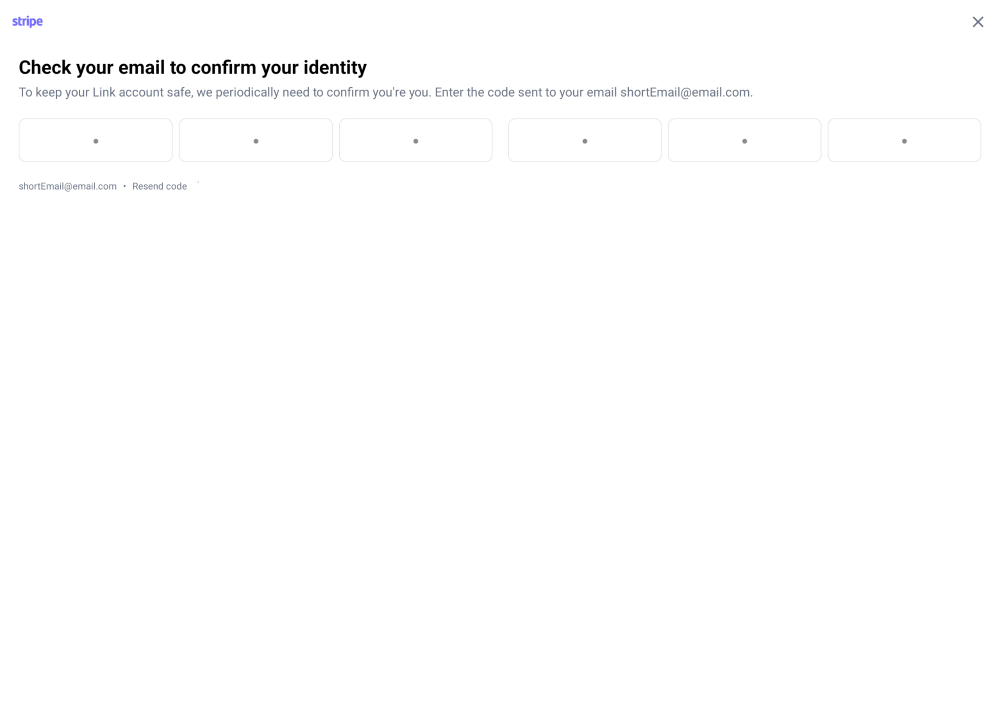 stripe
Check your email to confirm your identity
To keep your Link account safe, we periodically need to confirm you're you. Enter the code sent to your email shortEmail@email.com.
shortEmail@email.com • Resend code